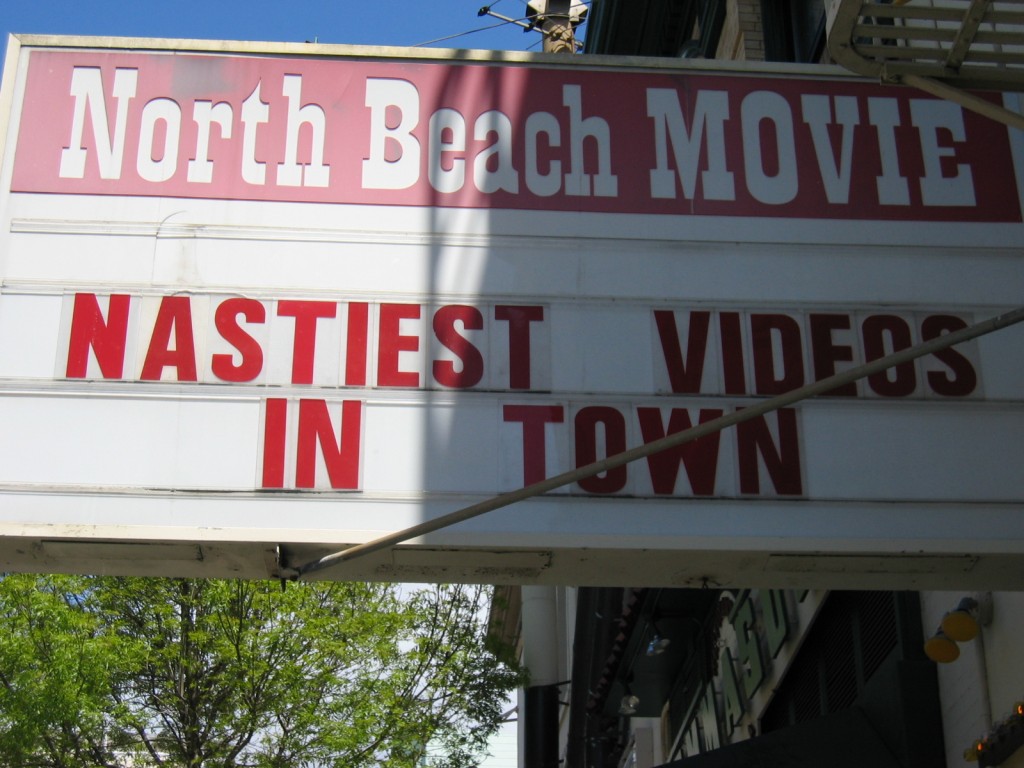 North Beach MOVIE
NASTIEST VIDEOS
IN TOWN